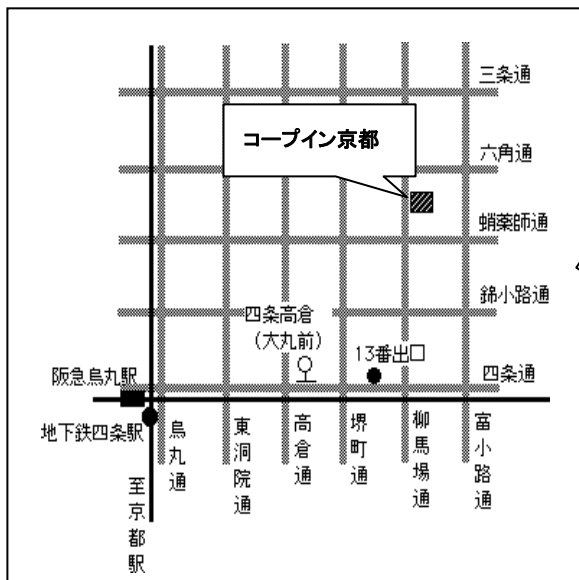 三条通
コープイン京都
六角通
蛸薬師通
錦小路通
四条高倉
(大丸前)
13番出口
阪急烏丸駅
四条通
地下鉄四条駅
烏丸通
東洞院通
高倉通
堺町通
柳馬場通
富小路通
至京都駅